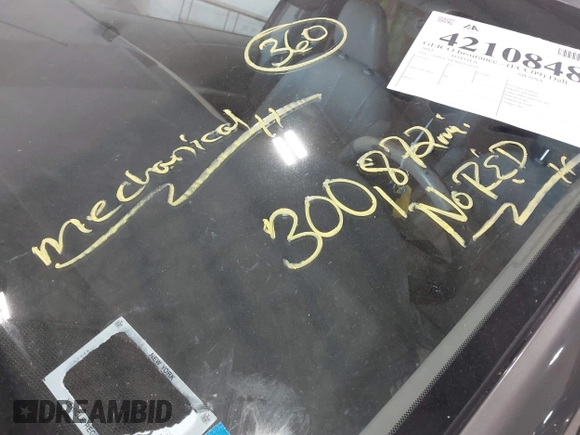 360
4210848
Mechanical
300,872mi.
No RED
NEW YORK
DREAMBID